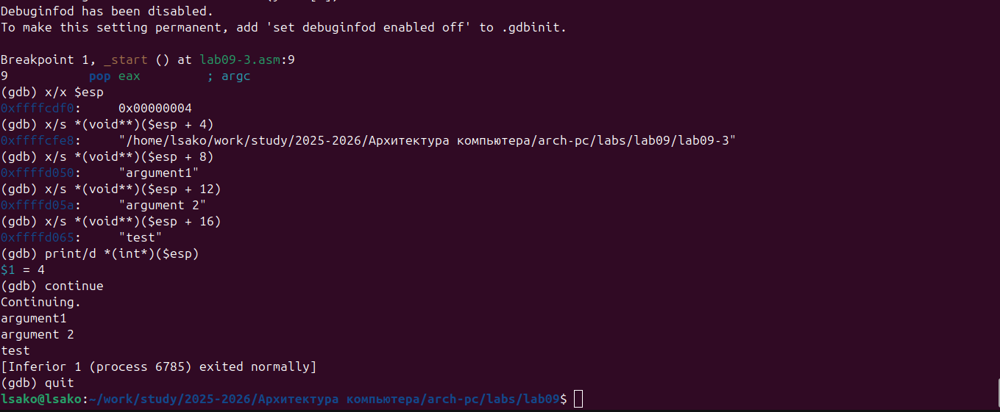 Debuginfod has been disabled.
To make this setting permanent, add 'set debuginfod enabled off' to .gdbinit.
Breakpoint 1, _start () at lab09-3.asm:9
9 pop eax ; argc
(gdb) x/x $esp
0xffffcdf0: 0x00000004
(gdb) x/s *(void**)($esp + 4)
0xffffcfe8: "/home/lsako/work/study/2025-2026/Архитектура компьютера/arch-pc/labs/lab09/lab09-3"
(gdb) x/s *(void**)($esp + 8)
0xffffd050: "argument1"
(gdb) x/s *(void**)($esp + 12)
0xffffd05a: "argument 2"
(gdb) x/s *(void**)($esp + 16)
0xffffd065: "test"
(gdb) print/d *(int*)($esp)
$1 = 4
(gdb) continue
Continuing.
argument1
argument 2
test
[Inferior 1 (process 6785) exited normally]
(gdb) quit
lsako@lsako:~/work/study/2025-2026/Архитектура компьютера/arch-pc/labs/lab09$